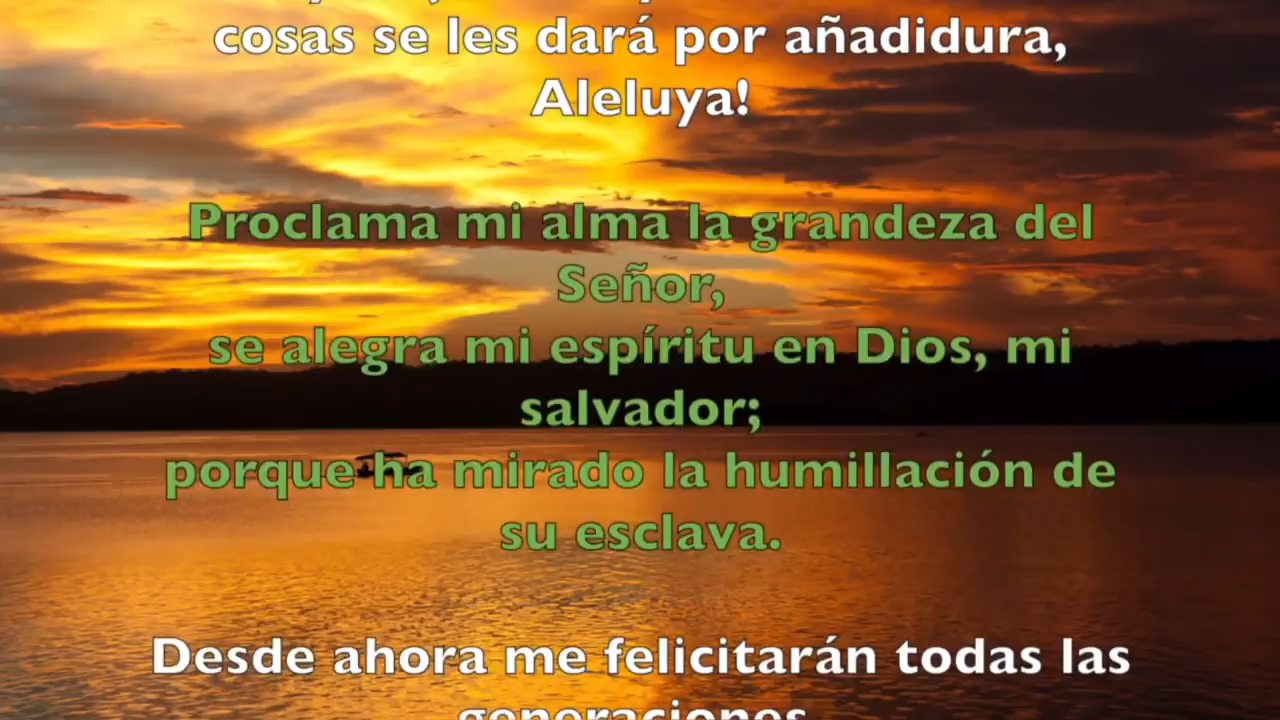 cosas se les dará por añadidura,
Aleluya!
Proclama mi alma la grandeza del
Señor,
se alegra mi espíritu en Dios, mi
salvador;
porque ha mirado la humillación de
su esclava.
Desde ahora me felicitarán todas las
generaciones